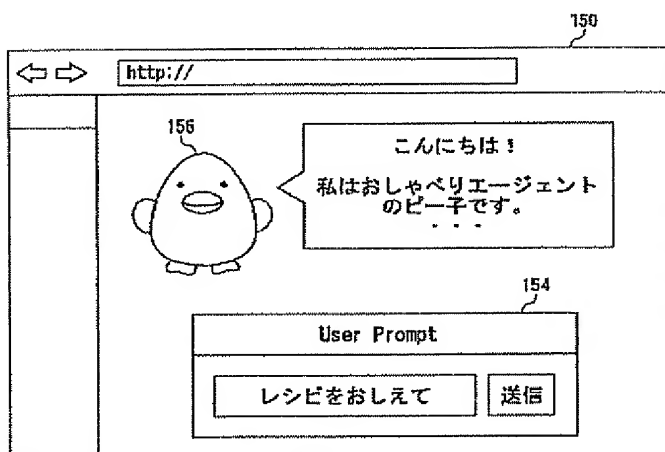 150
http://
156
こんにちは！
私はおしゃべりエージェント
のピー子です。
・・・
154
User Prompt
レシピをおしえて 送信